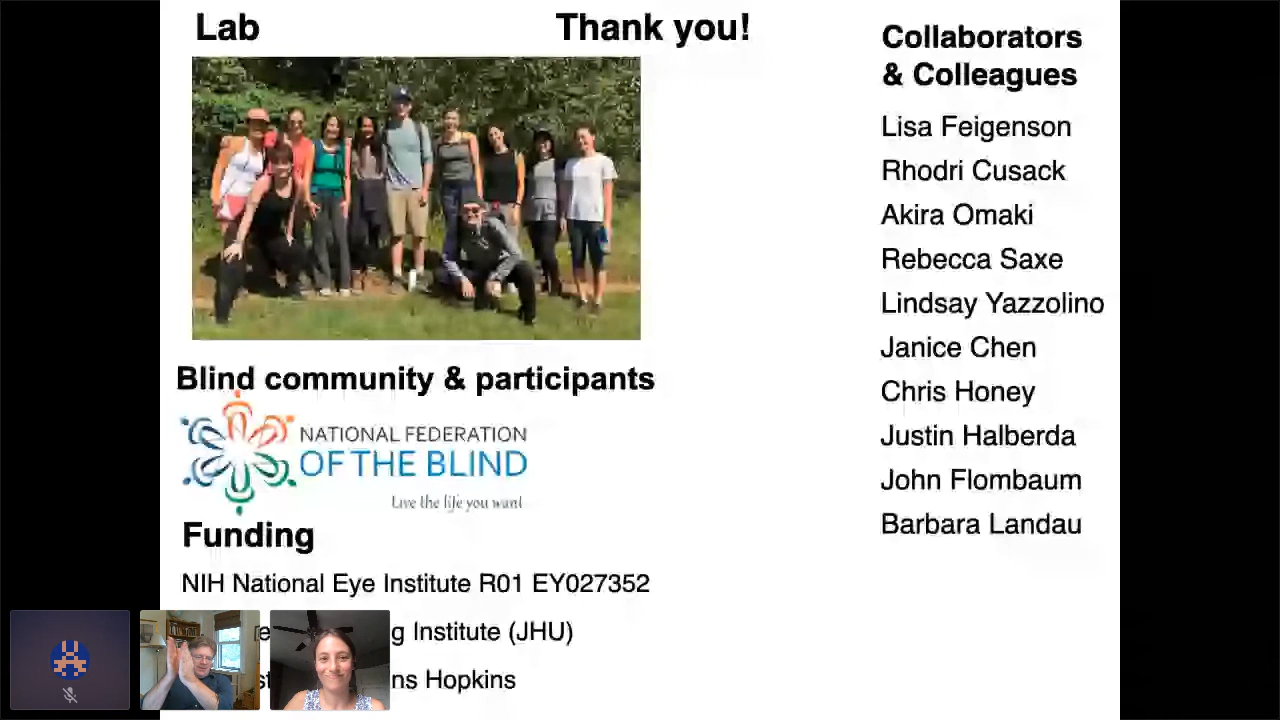 Lab
Thank you!
Blind community & participants
NATIONAL FEDERATION
OF THE BLIND
Live the life you want
Funding
NIH National Eye Institute R01 EY027352
Institute (JHU)
Hopkins
Collaborators
& Colleagues
Lisa Feigenson
Rhodri Cusack
Akira Omaki
Rebecca Saxe
Lindsay Yazzolino
Janice Chen
Chris Honey
Justin Halberda
John Flombaum
Barbara Landau